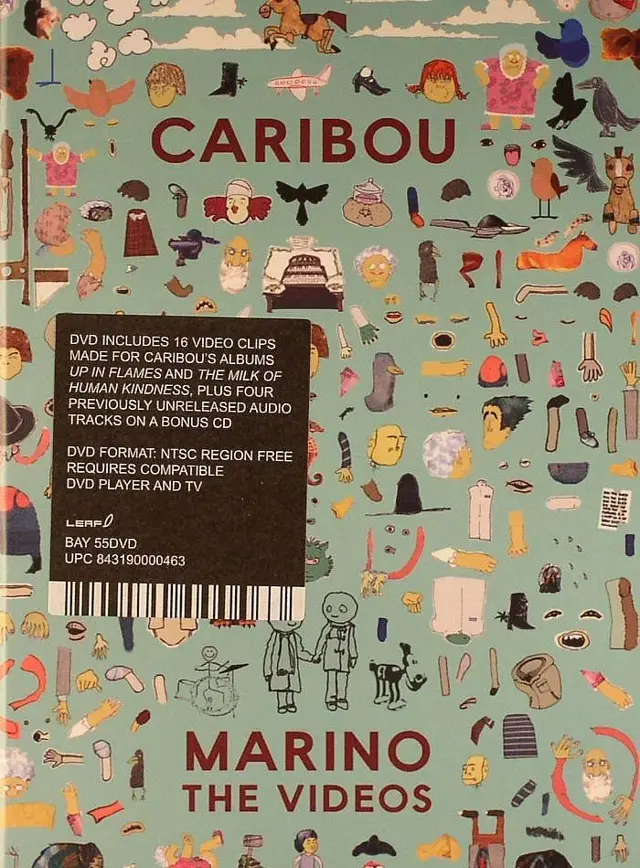 CARIBOU
DVD INCLUDES 16 VIDEO CLIPS
MADE FOR CARIBOU'S ALBUMS
UP IN FLAMES AND THE MILK OF
HUMAN KINDNESS, PLUS FOUR
PREVIOUSLY UNRELEASED AUDIO
TRACKS ON A BONUS CD
DVD FORMAT: NTSC REGION FREE
REQUIRES COMPATIBLE
DVD PLAYER AND TV
LEAF
BAY 55DVD
UPC 843190000463
MARINO
THE VIDEOS